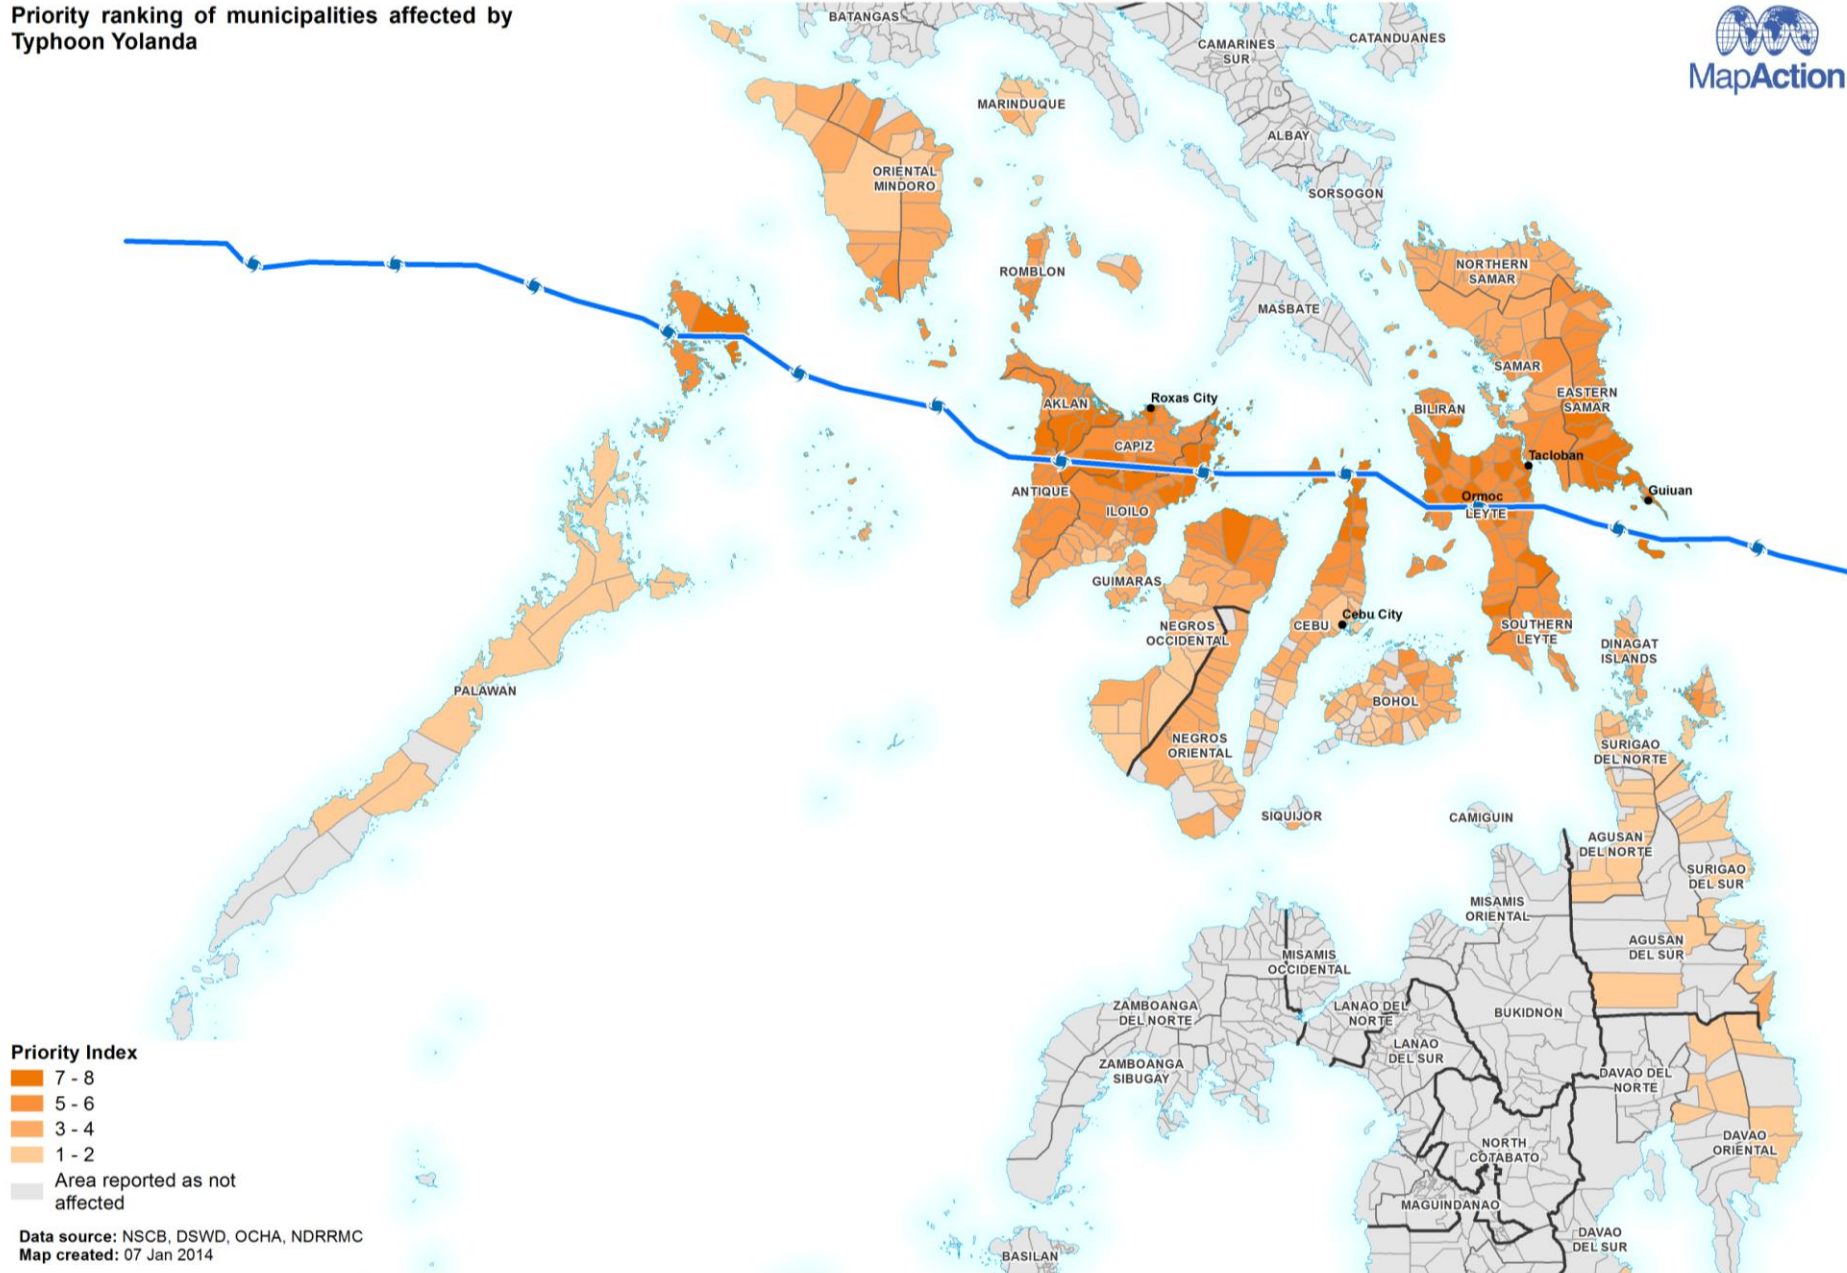 Priority ranking of municipalities affected by
Typhoon Yolanda
MapAction
BATANGAS
CATANDUANES
CAMARINES
SUR
MARINDUQUE
ALBAY
ORIENTAL
MINDORO
SORSOGON
ROMBLON
NORTHERN
SAMAR
MASBATE
SAMAR
EASTERN
SAMAR
Roxas City
AKLAN
BILIRAN
CAPIZ
Tacloban
ANTIQUE
Guiuan
Ormoc
LEYTE
ILOILO
GUIMARAS
Cebu City
NEGROS
OCCIDENTAL
CEBU
SOUTHERN
LEYTE
DINAGAT
ISLANDS
PALAWAN
BOHOL
NEGROS
ORIENTAL
SURIGAO
DEL NORTE
SIQUIJOR
CAMIGUIN
AGUSAN
DEL NORTE
SURIGAO
DEL SUR
MISAMIS
ORIENTAL
AGUSAN
DEL SUR
MISAMIS
OCCIDENTAL
ZAMBOANGA
DEL NORTE
LANAO DEL
NORTE
BUKIDNON
LANAO
DEL SUR
ZAMBOANGA
SIBUGAY
DAVAO DEL
NORTE
NORTH
COTABATO
DAVAO
ORIENTAL
MAGUINDANAO
DAVAO
DEL SUR
BASILAN
Priority Index
7 - 8
5 - 6
3 - 4
1 - 2
Area reported as not
affected
Data source: NSCB, DSWD, OCHA, NDRRMC
Map created: 07 Jan 2014